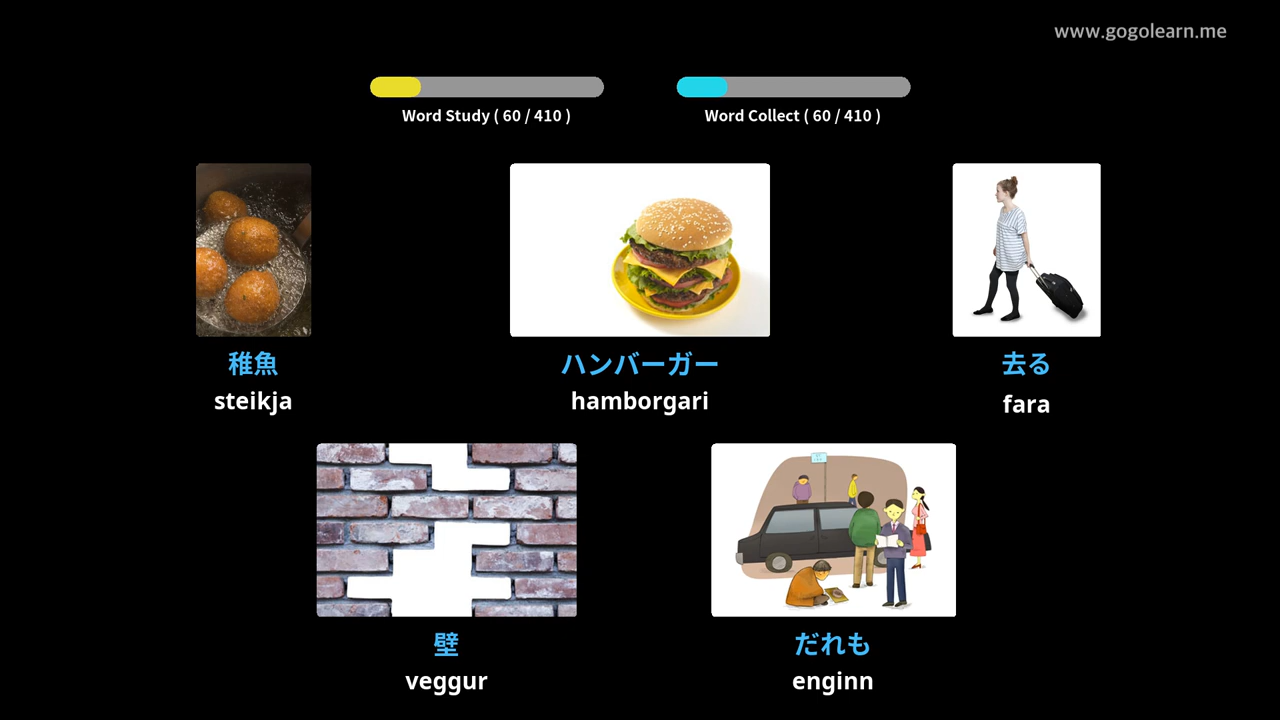 www.gogolearn.me
Word Study ( 60 / 410 )
Word Collect ( 60 / 410 )
稚魚
steikja
ハンバーガー
hamborgari
去る
fara
壁
veggur
だれも
enginn